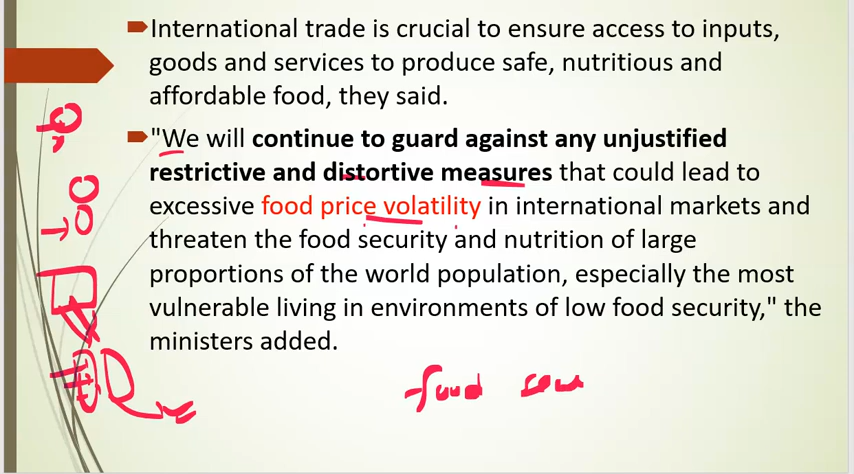 International trade is crucial to ensure access to inputs,
goods and services to produce safe, nutritious and
affordable food, they said.
"We will continue to guard against any unjustified
restrictive and distortive measures that could lead to
excessive food price volatility in international markets and
threaten the food security and nutrition of large
proportions of the world population, especially the most
vulnerable living in environments of low food security," the
ministers added.
food